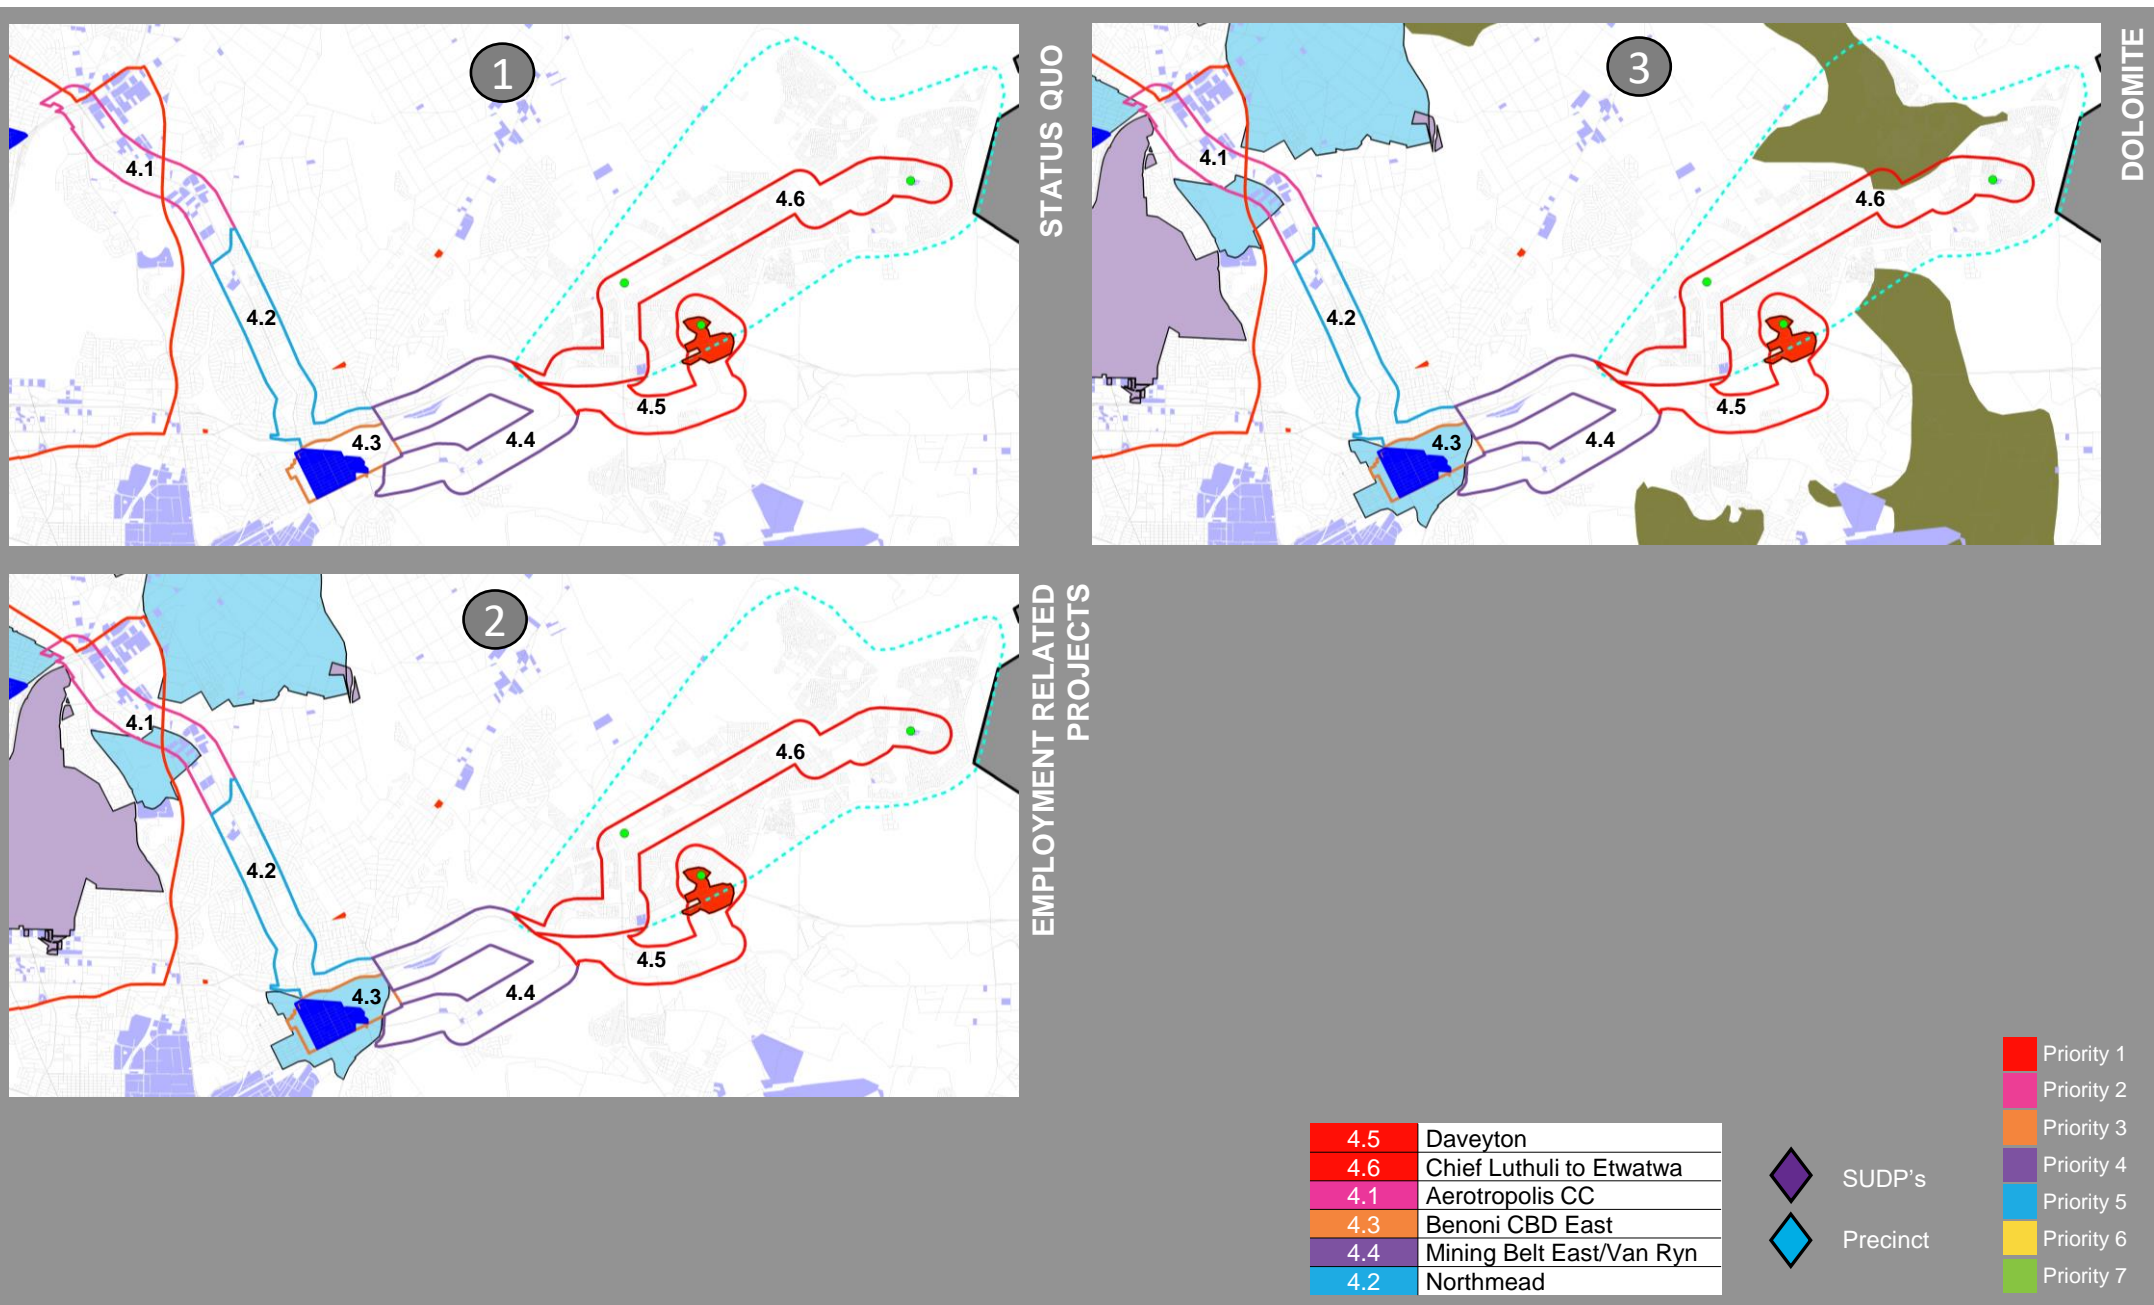 1
4.1
4.2
4.3
4.4
4.5
4.6
STATUS QUO
3
4.1
4.2
4.3
4.4
4.5
4.6
DOLOMITE
2
4.1
4.2
4.3
4.4
4.5
4.6
EMPLOYMENT RELATED
PROJECTS
4.5 Daveyton
4.6 Chief Luthuli to Etwatwa
4.1 Aerotropolis CC
4.3 Benoni CBD East
4.4 Mining Belt East/Van Ryn
4.2 Northmead
SUDP's
Precinct
Priority 1
Priority 2
Priority 3
Priority 4
Priority 5
Priority 6
Priority 7